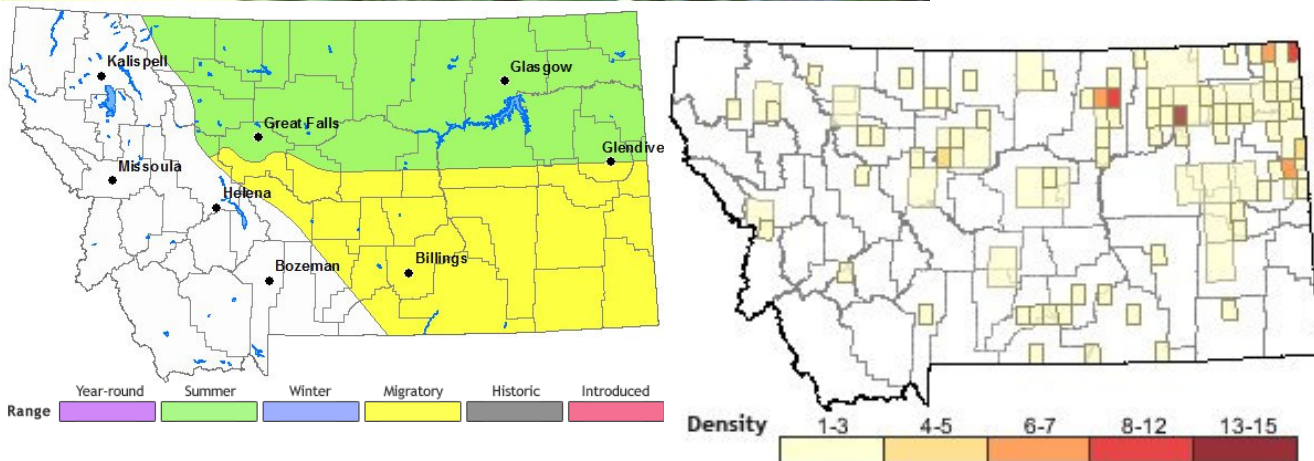 Kalispell
Glasgow
Great Falls
Glendive
Missoula
Helena
Billings
Bozeman
Year-round Summer Winter Migratory Historic Introduced
Range
Density 1-3 4-5 6-7 8-12 13-15